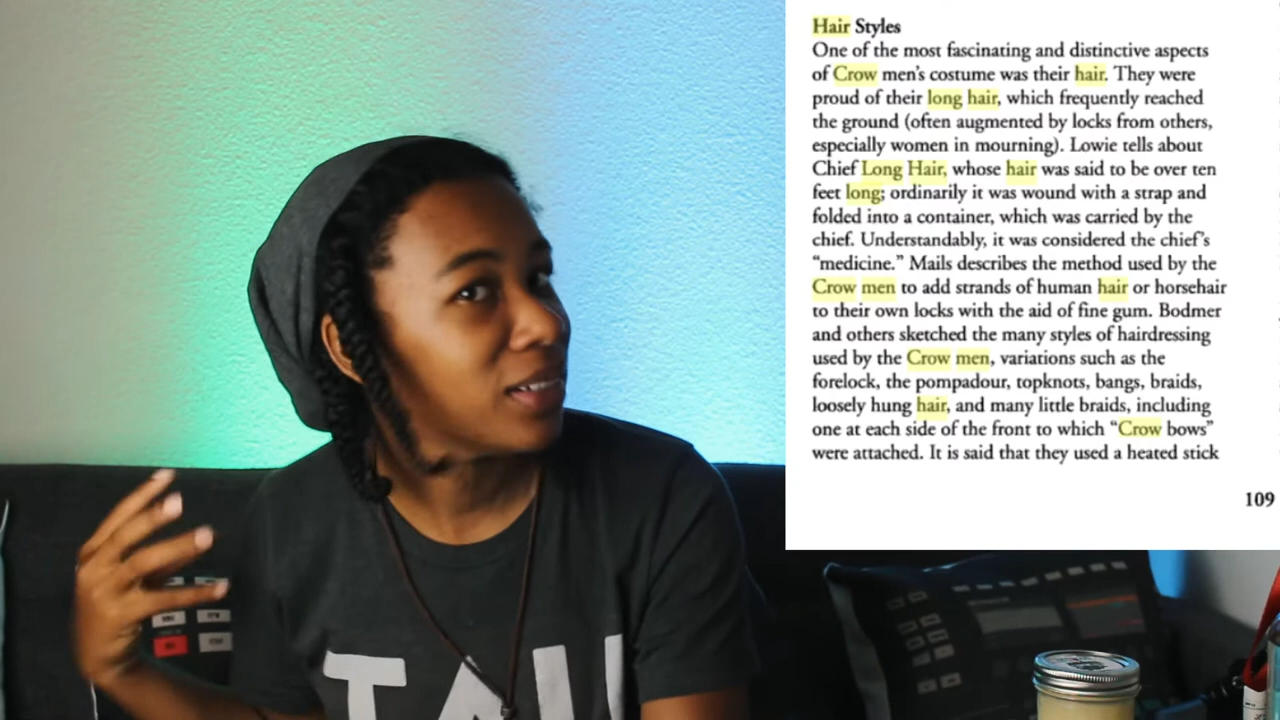 Hair Styles
One of the most fascinating and distinctive aspects
of Crow men's costume was their hair. They were
proud of their long hair, which frequently reached
the ground (often augmented by locks from others,
especially women in mourning). Lowie tells about
Chief Long Hair, whose hair was said to be over ten
feet long; ordinarily it was wound with a strap and
folded into a container, which was carried by the
chief. Understandably, it was considered the chief's
“medicine.” Mails describes the method used by the
Crow men to add strands of human hair or horsehair
to their own locks with the aid of fine gum. Bodmer
and others sketched the many styles of hairdressing
used by the Crow men, variations such as the
forelock, the pompadour, topknots, bangs, braids,
loosely hung hair, and many little braids, including
one at each side of the front to which “Crow bows”
were attached. It is said that they used a heated stick
109